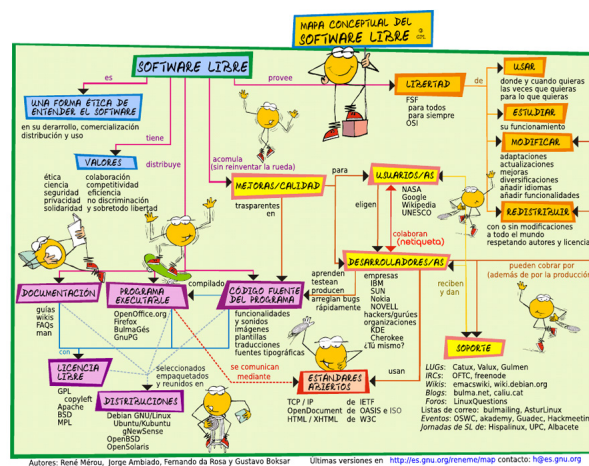 MAPA CONCEPTUAL DEL
SOFTWARE LIBRE
GPL
SOFTWARE LIBRE
es
provee
LIBERTAD
de
FSF
para todos
para siempre
OSI
USAR
donde y cuando quieras
las veces que quieras
para lo que quieras
ESTUDIAR
su funcionamiento
MODIFICAR
adaptaciones
actualizaciones
mejoras
diversificaciones
añadir idiomas
añadir funcionalidades
REDISTRIBUIR
con o sin modificaciones
a todo el mundo
respetando autores y licencia
UNA FORMA ÉTICA DE
ENTENDER EL SOFTWARE
en su derarrollo, comercialización
distribución y uso
tiene
VALORES
distribuye
ética
ciencia
seguridad
privacidad
solidaridad
colaboración
competitividad
eficiencia
no discriminación
y sobretodo libertad
acomula
(sin reinventar la rueda)
MEJORAS/CALIDAD
para
trasparentes
en
USUARIOS/AS
NASA
Google
Wikipedia
UNESCO
eligen
colaboran
(netiqueta)
DESARROLLADORES/AS
aprenden
testean
producen
arreglan bugs
rápidamente
empresas
IBM
SUN
Nokia
NOVELL
hackers/gurúes
organizaciones
KDE
Cherokee
¿Tú mismo?
reciben
y dan
pueden cobrar por
(además de por la producción)
DOCUMENTACIÓN
guías
wikis
FAQs
man
PROGRAMA
EXECUTABLE
OpenOffice.org
Firefox
BulmaGés
GnuPG
compilado
CÓDIGO FUENTE
DEL PROGRAMA
funcionalidades
y sonidos
imágenes
plantillas
traducciones
fuentes tipográficas
con
LICENCIA
LIBRE
GPL
copyleft
Apache
BSD
MPL
seleccionados
empaquetados
y reunidos en
DISTRIBUCIONES
Debian GNU/Linux
Ubuntu/Kubuntu
gNewSense
OpenBSD
OpenSolaris
se comunican
mediante
usan
ESTÁNDARES
ABIERTOS
TCP / IP de IETF
OpenDocument de OASIS e ISO
HTML / XHTML de W3C
SOPORTE
LUGs: Catux, Valux, Gulmen
IRCs: OFTC, freenode
Wikis: emacswiki, wiki.debian.org
Blogs: bulma.net, caliu.cat
Foros: LinuxQuestions
Listas de correo: bulmailing, AsturLinux
Eventos: OSWC, akademy, Guadec, Hackmeeting
Jornadas de SL de: Hispalinux, UPC, Albacete
Autores: René Mérou, Jorge Ambiado, Fernando da Rosa y Gustavo Boksar
Últimas versiones en http://es.gnu.org/reneme/map contacto: h@es.gnu.org